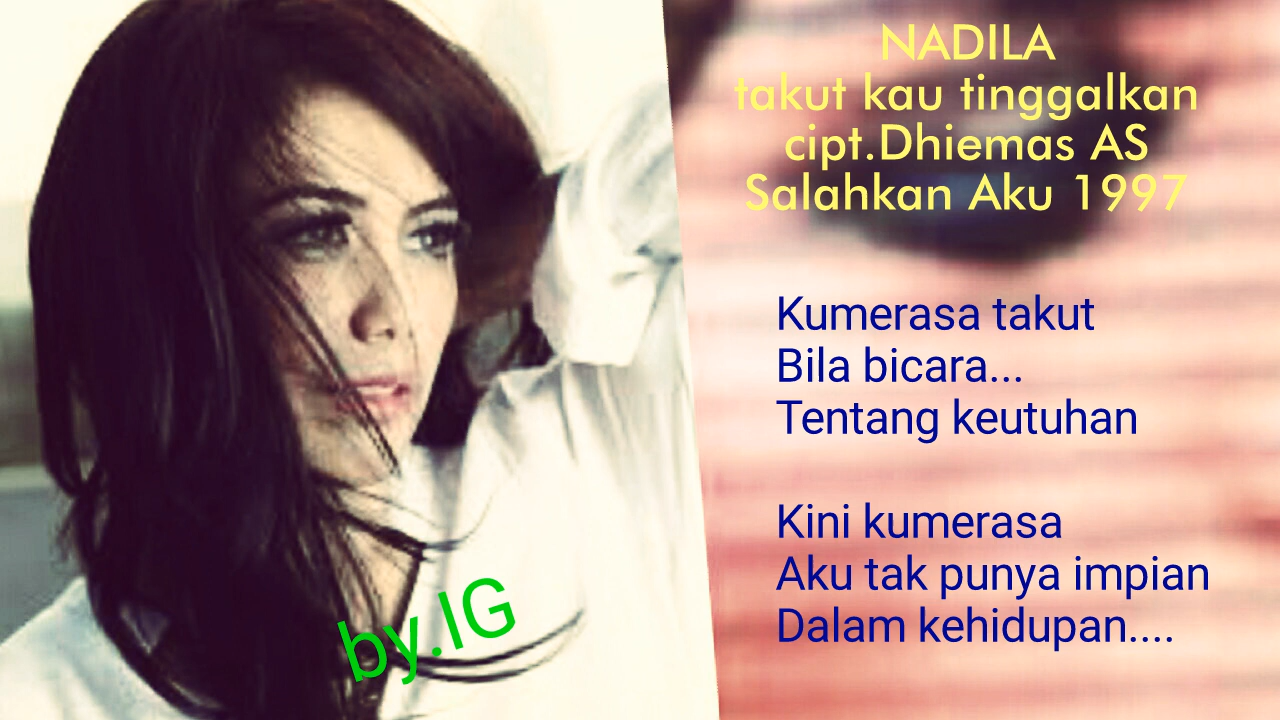 NADILA
takut kau tinggalkan
cipt.Dhiemas AS
Salahkan Aku 1997
Kumerasa takut
Bila bicara...
Tentang keutuhan
Kini kumerasa
Aku tak punya impian
Dalam kehidupan....
by.IG